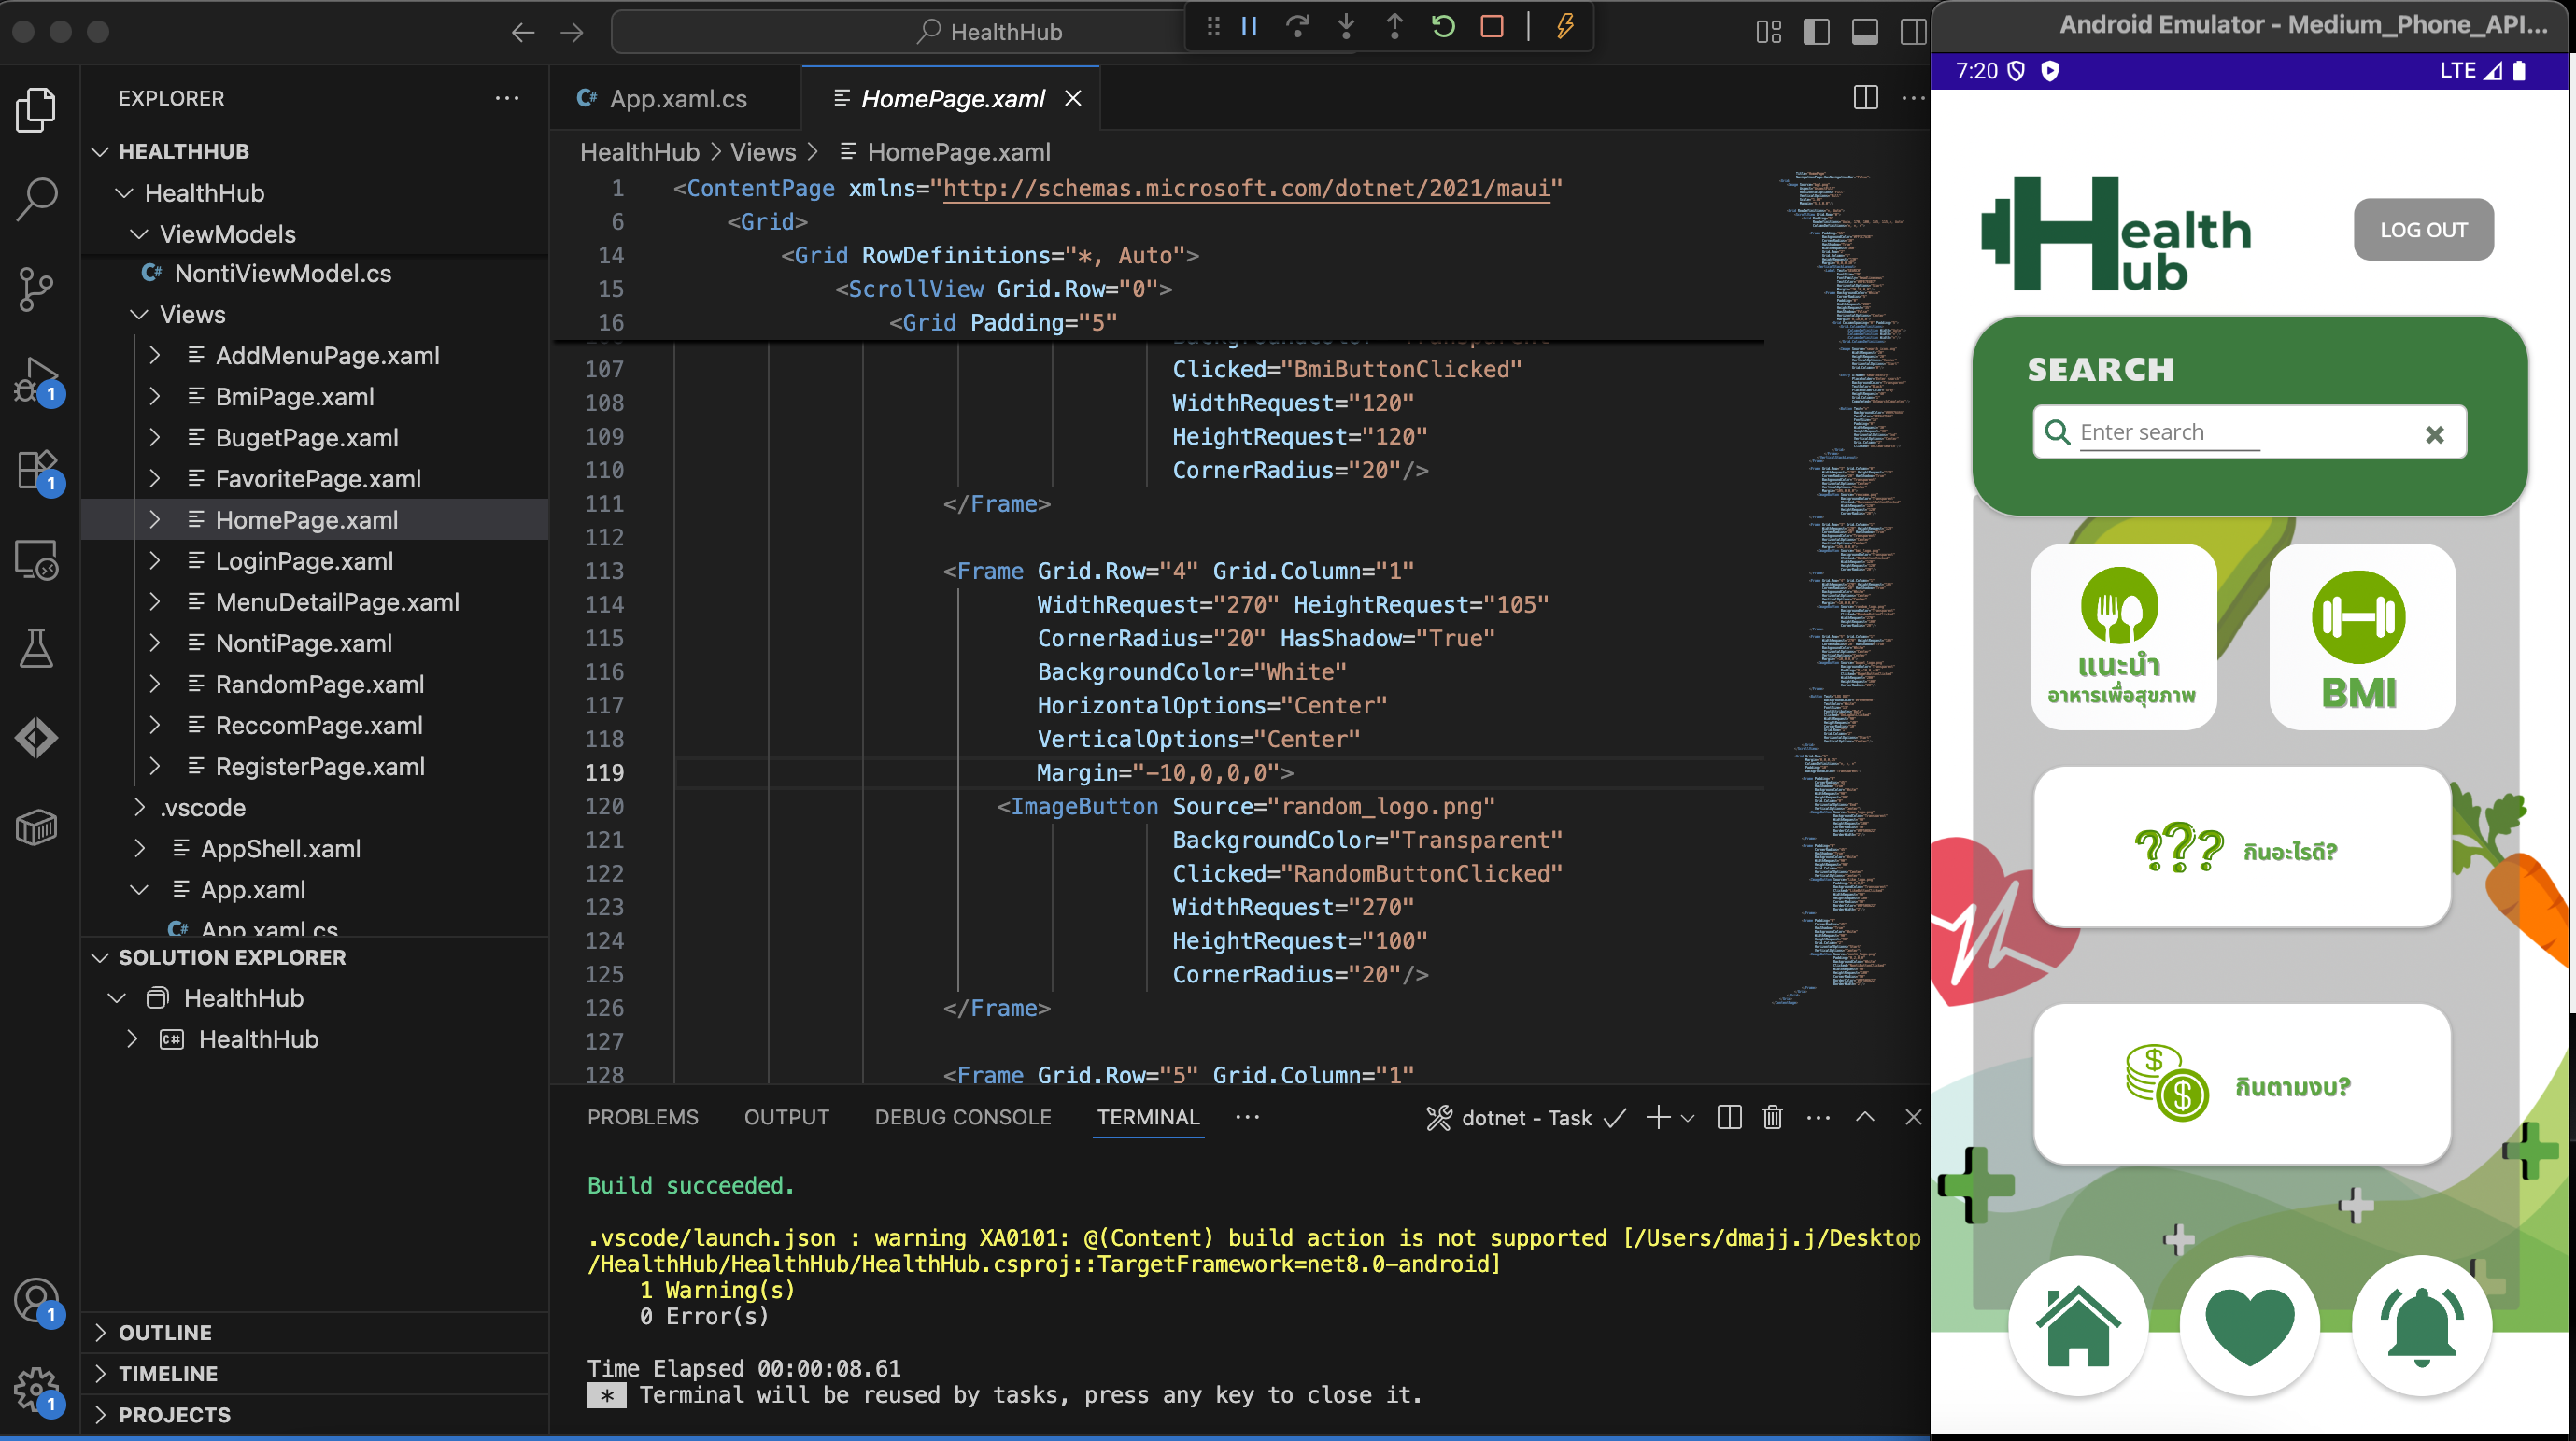 HealthHub
EXPLORER
HEALTHHUB
HealthHub
ViewModels
NontiViewModel.cs
Views
AddMenuPage.xaml
BmiPage.xaml
BugetPage.xaml
FavoritePage.xaml
HomePage.xaml
LoginPage.xaml
MenuDetailPage.xaml
NontiPage.xaml
RandomPage.xaml
ReccomPage.xaml
RegisterPage.xaml
.vscode
AppShell.xaml
App.xaml
App.xaml.cs
SOLUTION EXPLORER
HealthHub
HealthHub
OUTLINE
TIMELINE
PROJECTS
1
1
1
1
App.xaml.cs
HomePage.xaml
HealthHub > Views > HomePage.xaml
1 <ContentPage xmlns="http://schemas.microsoft.com/dotnet/2021/maui"
6 <Grid>
14 <Grid RowDefinitions="*, Auto">
15 <ScrollView Grid.Row="0">
16 <Grid Padding="5"
107 Clicked="BmiButtonClicked"
108 WidthRequest="120"
109 HeightRequest="120"
110 CornerRadius="20"/>
111 </Frame>
112
113 <Frame Grid.Row="4" Grid.Column="1"
114 WidthRequest="270" HeightRequest="105"
115 CornerRadius="20" HasShadow="True"
116 BackgroundColor="White"
117 HorizontalOptions="Center"
118 VerticalOptions="Center"
119 Margin="-10,0,0,0">
120 <ImageButton Source="random_logo.png"
121 BackgroundColor="Transparent"
122 Clicked="RandomButtonClicked"
123 WidthRequest="270"
124 HeightRequest="100"
125 CornerRadius="20"/>
126 </Frame>
127
128 <Frame Grid.Row="5" Grid.Column="1"
PROBLEMS OUTPUT DEBUG CONSOLE TERMINAL
dotnet - Task
Build succeeded.
.vscode/launch.json : warning XA0101: @(Content) build action is not supported [/Users/dmajj.j/Desktop
/HealthHub/HealthHub/HealthHub.csproj::TargetFramework=net8.0-android]
1 Warning(s)
0 Error(s)
Time Elapsed 00:00:08.61
* Terminal will be reused by tasks, press any key to close it.
Android Emulator - Medium_Phone_API...
7:20 LTE
Health
Hub
LOG OUT
SEARCH
Enter search
แนะนำ
อาหารเพื่อสุขภาพ
BMI
??? กินอะไรดี?
กินตามงบ?